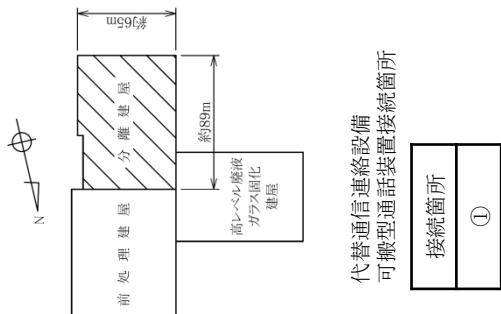 N
約65m
前処理建屋
分離建屋
約89m
高レベル廃液
ガラス固化
建屋
代替通信連絡設備
可搬型通話装置接続箇所
接続箇所
①